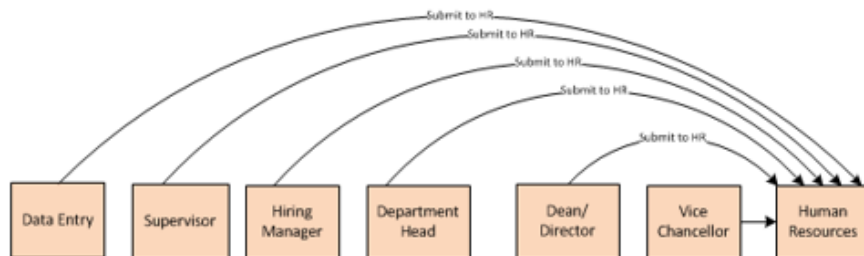 Submit to HR
Submit to HR
Submit to HR
Submit to HR
Submit to HR
Data Entry
Supervisor
Hiring
Manager
Department
Head
Dean/
Director
Vice
Chancellor
Human
Resources